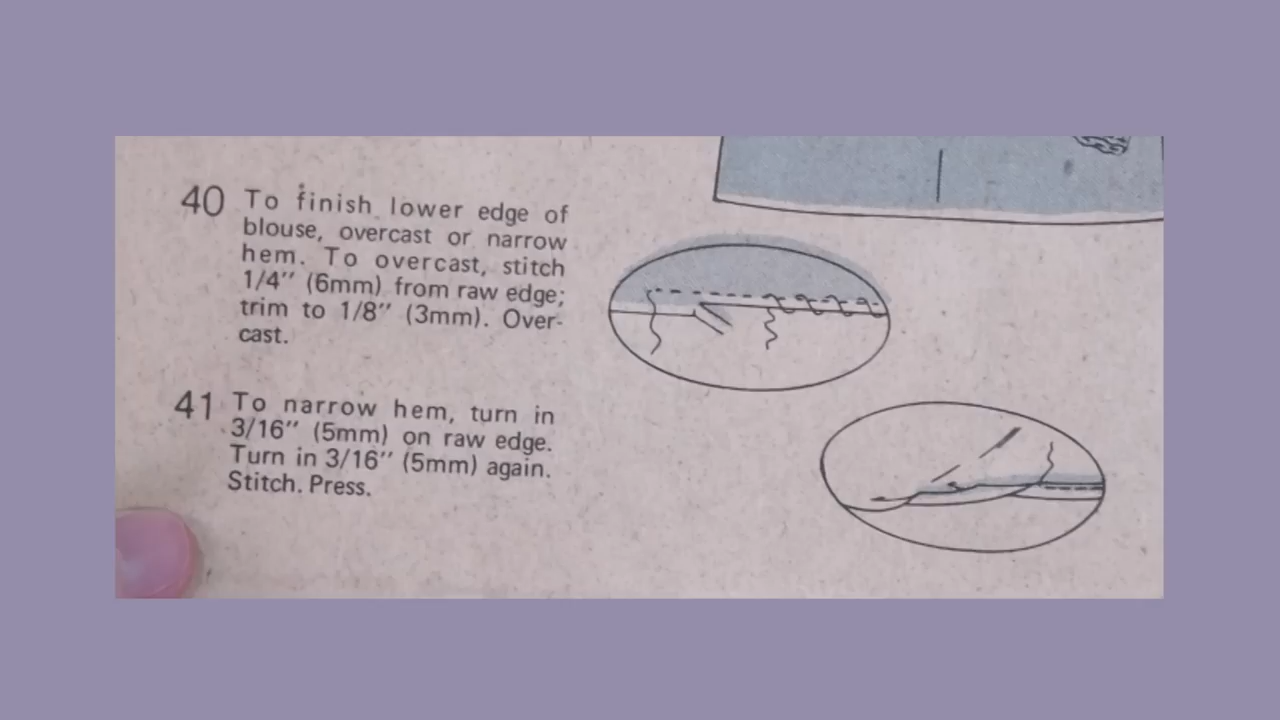 40 To finish lower edge of
blouse, overcast or narrow
hem. To overcast, stitch
1/4" (6mm) from raw edge;
trim to 1/8" (3mm). Over-
cast.
41 To narrow hem, turn in
3/16" (5mm) on raw edge.
Turn in 3/16" (5mm) again.
Stitch. Press.